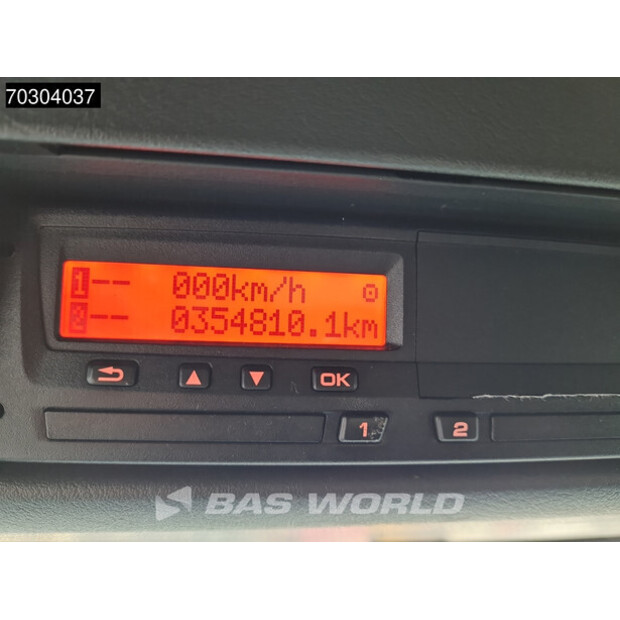 70304037
1 -- 000km/h
2 -- 0354810.1km
OK
1 2
BAS WORLD